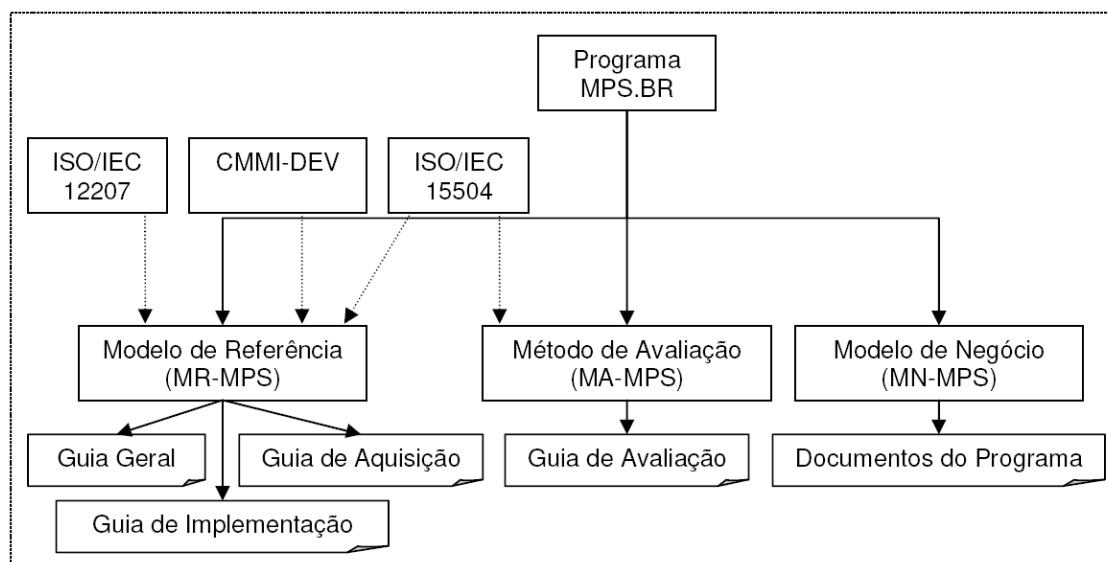 Programa
MPS.BR
ISO/IEC
12207
CMMI-DEV
ISO/IEC
15504
Modelo de Referência
(MR-MPS)
Método de Avaliação
(MA-MPS)
Modelo de Negócio
(MN-MPS)
Guia Geral
Guia de Aquisição
Guia de Avaliação
Documentos do Programa
Guia de Implementação